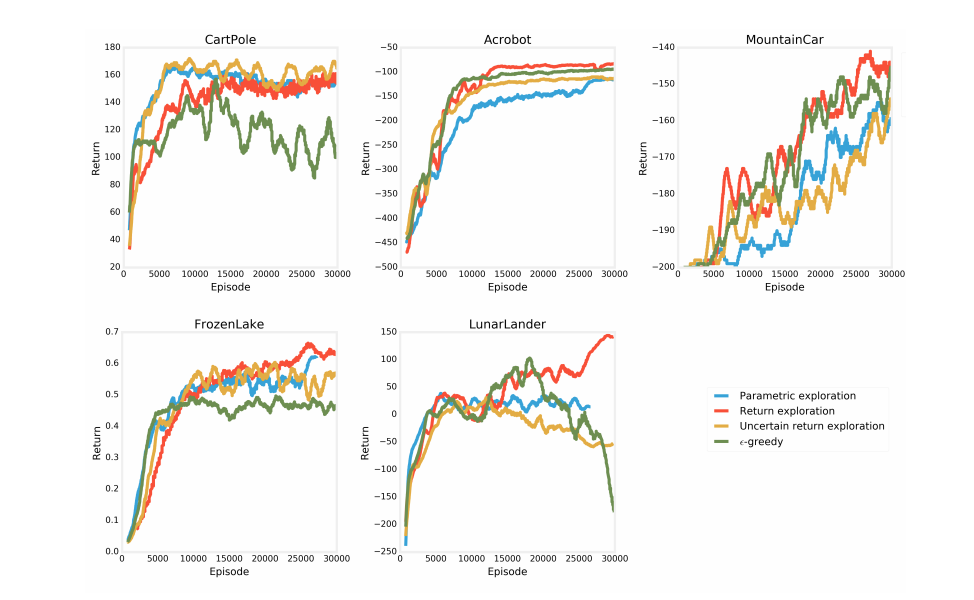 CartPole
Acrobot
MountainCar
180
160
140
120
100
80
60
40
20
Return
0 5000 10000 15000 20000 25000 30000
Episode
−50
−100
−150
−200
−250
−300
−350
−400
−450
−500
Return
0 5000 10000 15000 20000 25000 30000
Episode
−140
−150
−160
−170
−180
−190
−200
Return
0 5000 10000 15000 20000 25000 30000
Episode
FrozenLake
LunarLander
0.7
0.6
0.5
0.4
0.3
0.2
0.1
0.0
Return
0 5000 10000 15000 20000 25000 30000
Episode
150
100
50
0
−50
−100
−150
−200
−250
Return
0 5000 10000 15000 20000 25000 30000
Episode
Parametric exploration
Return exploration
Uncertain return exploration
ϵ-greedy